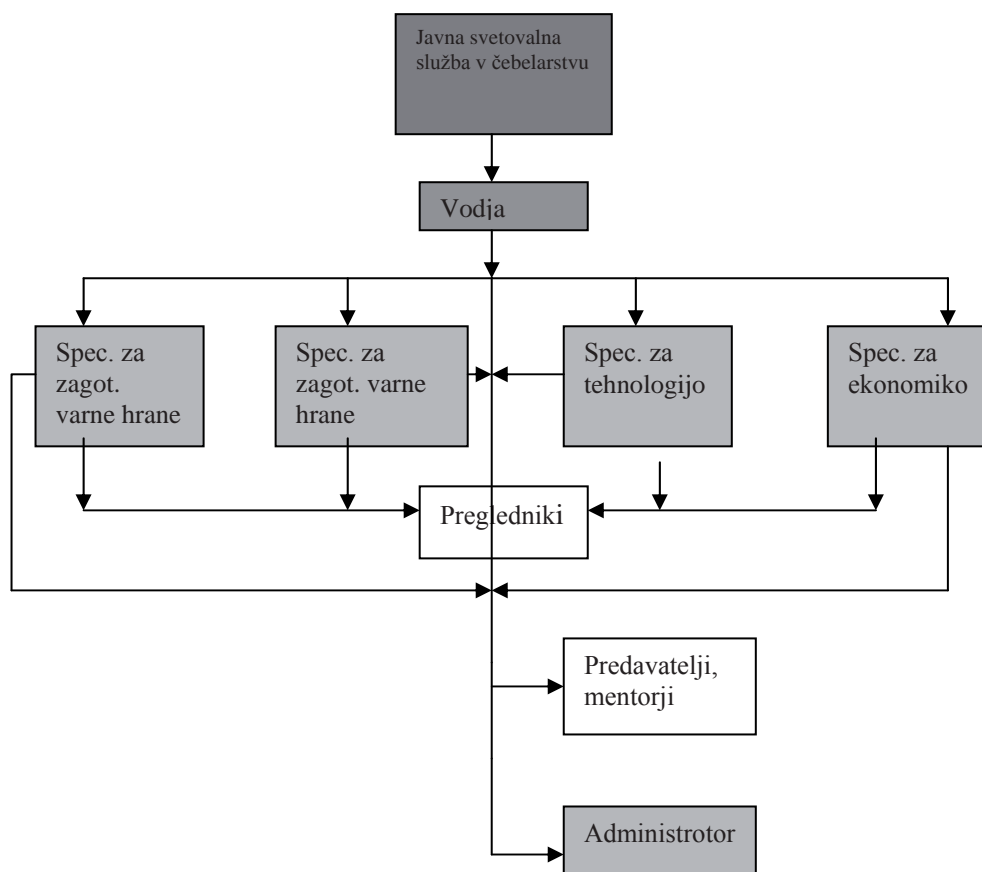 Javna svetovalna
služba v čebelarstvu
Vodja
Spec. za
zagot.
varne hrane
Spec. za
zagot. varne
hrane
Spec. za
tehnologijo
Spec. za
ekonomiko
Pregledniki
Predavatelji,
mentorji
Administrotor